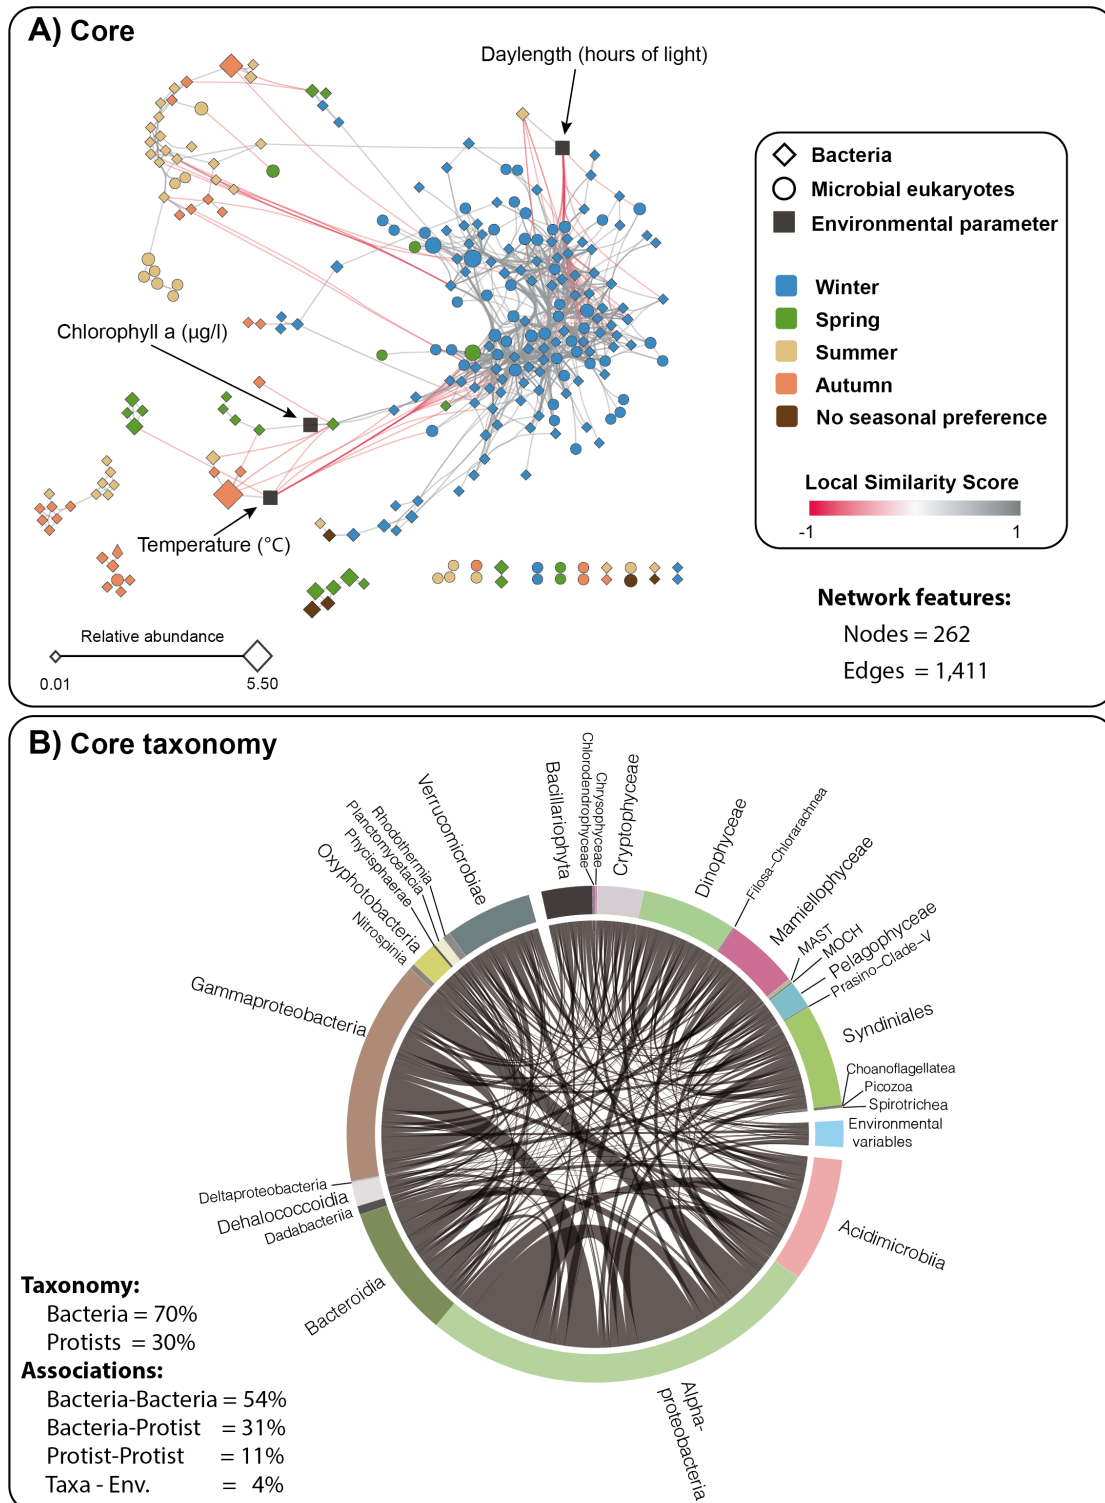 A) Core
Daylength (hours of light)
Bacteria
Microbial eukaryotes
Environmental parameter
Winter
Spring
Summer
Autumn
No seasonal preference
Local Similarity Score
-1
1
Chlorophyll a (µg/l)
Temperature (°C)
Relative abundance
0.01
5.50
Network features:
Nodes = 262
Edges = 1,411
B) Core taxonomy
Bacillariophyta
Chlorodendrophyceae
Chrysophyceae
Cryptophyceae
Dinophyceae
Filosa-Chlorarachnea
Mamiellophyceae
MAST
MOCH
Pelagophyceae
Prasino-Clade-V
Syndiniales
Choanoflagellatea
Picozoa
Spirotrichea
Environmental
variables
Acidimicrobiia
Alpha-
proteobacteria
Bacteroidia
Dadabacteriia
Dehalococcoidia
Deltaproteobacteria
Gammaproteobacteria
Nitrospinia
Oxyphotobacteria
Phycisphaerae
Planctomycetacia
Rhodothermia
Verrucomicrobiae
Taxonomy:
Bacteria = 70%
Protists = 30%
Associations:
Bacteria-Bacteria = 54%
Bacteria-Protist = 31%
Protist-Protist = 11%
Taxa - Env. = 4%